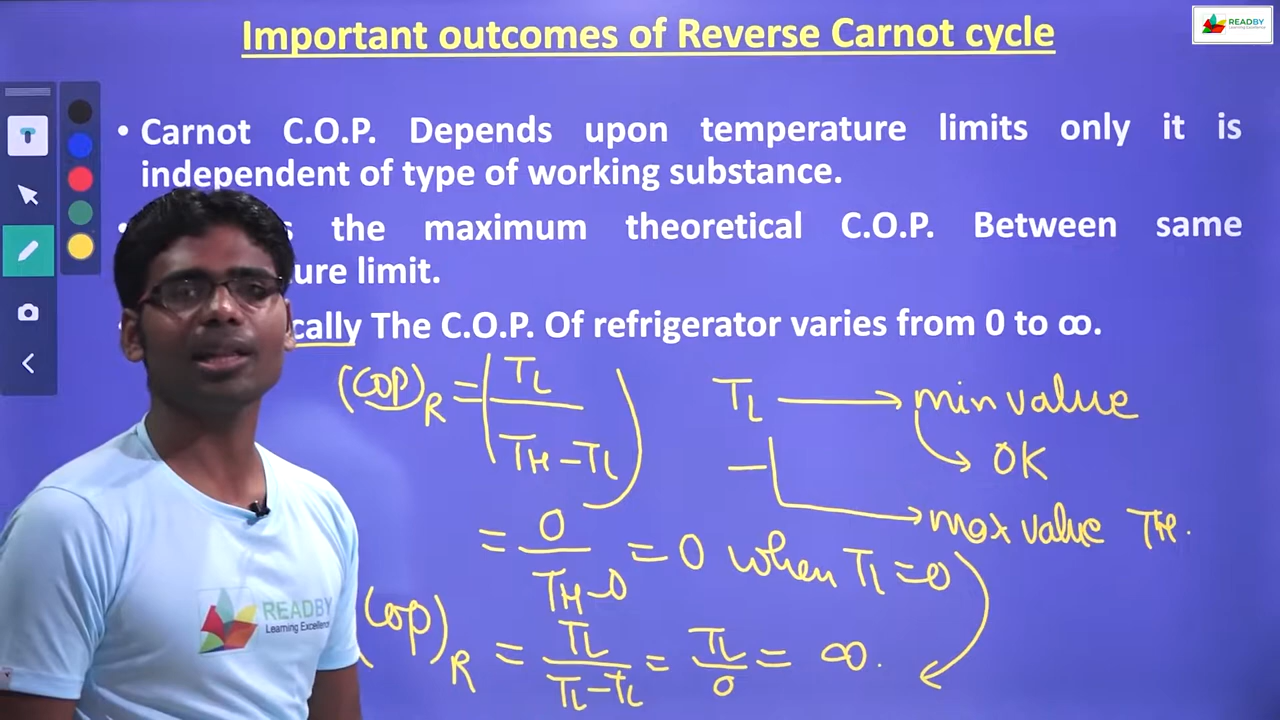 Important outcomes of Reverse Carnot cycle
READBY
Learning Excellence
• Carnot C.O.P. Depends upon temperature limits only it is
independent of type of working substance.
the maximum theoretical C.O.P. Between same
limit.
The C.O.P. Of refrigerator varies from 0 to ∞.
(COP)R = (TL / TH-TL)
TL → min value
→ 0K
→ max value TH.
= 0 / TH-0 = 0 when TL=0
(COP)R = TL / TL-TL = TL / 0 = ∞.
READBY
Learning Excellence